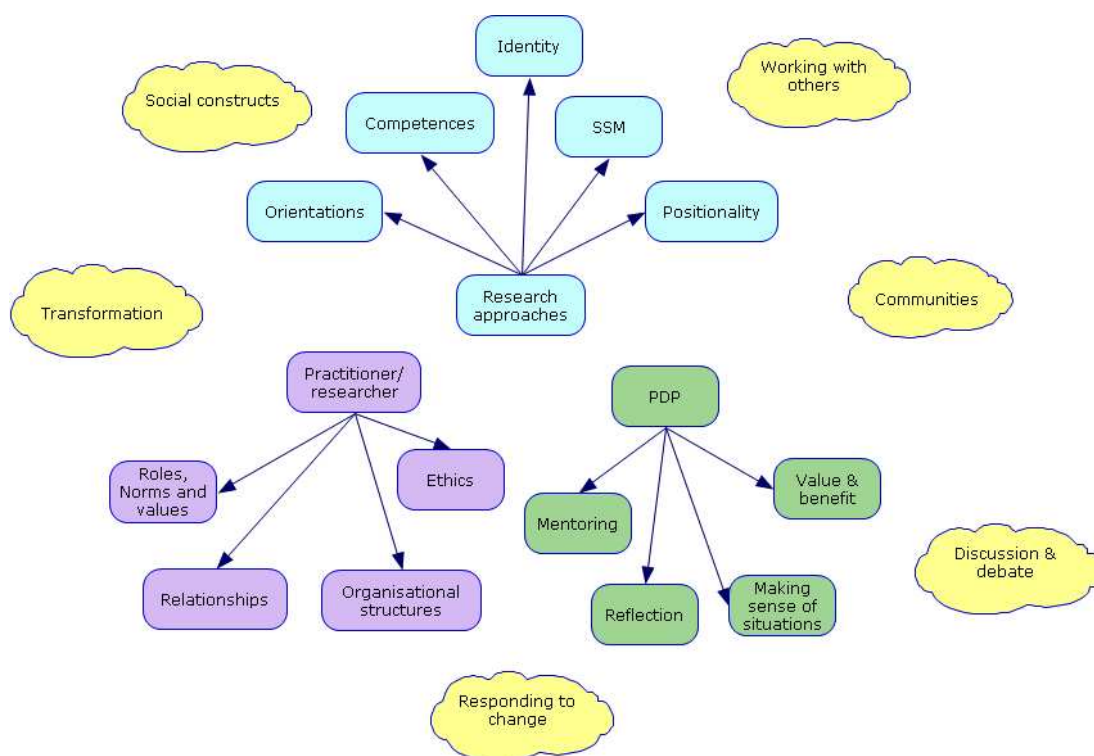 Identity
Working with
others
Social constructs
Competences
SSM
Orientations
Positionality
Research
approaches
Transformation
Communities
Practitioner/
researcher
PDP
Roles,
Norms and
values
Ethics
Value &
benefit
Mentoring
Discussion &
debate
Relationships
Organisational
structures
Reflection
Making
sense of
situations
Responding to
change